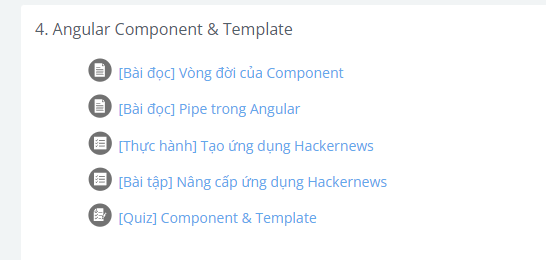 4. Angular Component & Template
[Bài đọc] Vòng đời của Component
[Bài đọc] Pipe trong Angular
[Thực hành] Tạo ứng dụng Hackernews
[Bài tập] Nâng cấp ứng dụng Hackernews
[Quiz] Component & Template